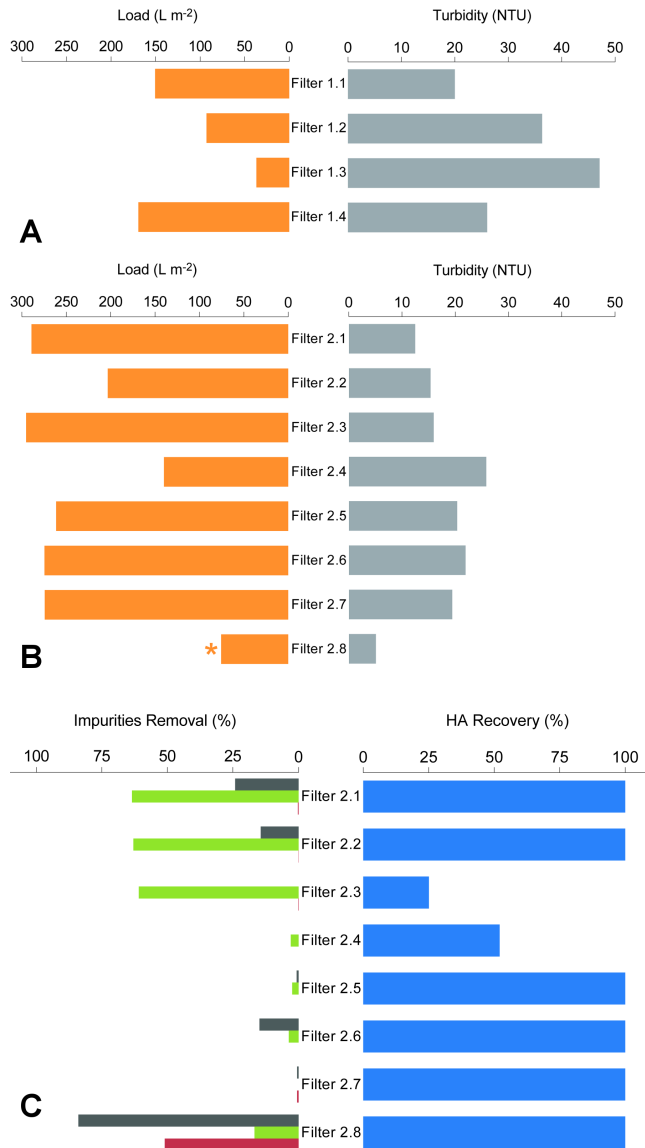 Load (L m-2) Turbidity (NTU)
300 250 200 150 100 50 0 0 10 20 30 40 50
Filter 1.1
Filter 1.2
Filter 1.3
Filter 1.4
A
Load (L m-2) Turbidity (NTU)
300 250 200 150 100 50 0 0 10 20 30 40 50
Filter 2.1
Filter 2.2
Filter 2.3
Filter 2.4
Filter 2.5
Filter 2.6
Filter 2.7
* Filter 2.8
B
Impurities Removal (%) HA Recovery (%)
100 75 50 25 0 0 25 50 75 100
Filter 2.1
Filter 2.2
Filter 2.3
Filter 2.4
Filter 2.5
Filter 2.6
Filter 2.7
C
Filter 2.8